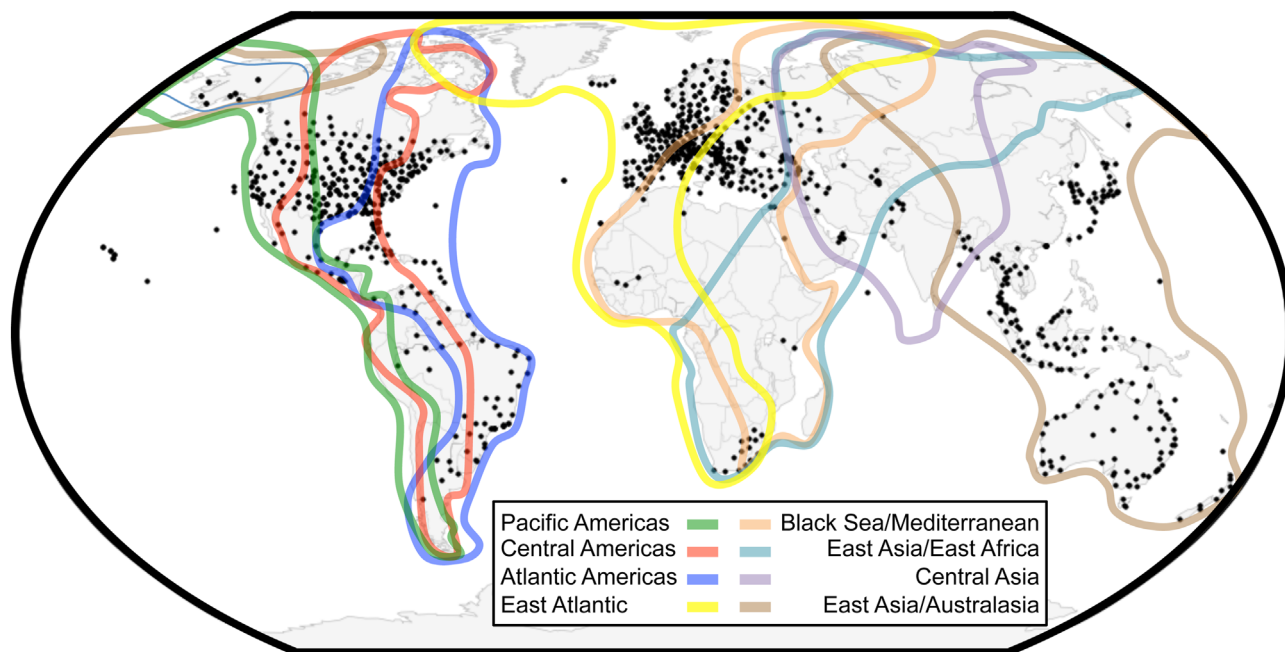 Pacific Americas Black Sea/Mediterranean
Central Americas East Asia/East Africa
Atlantic Americas Central Asia
East Atlantic East Asia/Australasia